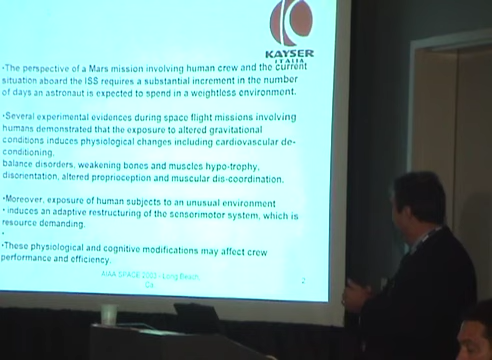 KAYSER
ITALIA
•The perspective of a Mars mission involving human crew and the current
situation aboard the ISS requires a substantial increment in the number
of days an astronaut is expected to spend in a weightless environment.
•Several experimental evidences during space flight missions involving
humans demonstrated that the exposure to altered gravitational
conditions induces physiological changes including cardiovascular de-
conditioning.
balance disorders, weakening bones and muscles hypo-trophy,
disorientation, altered proprioception and muscular dis-coordination.
•Moreover, exposure of human subjects to an unusual environment
• induces an adaptive restructuring of the sensorimotor system, which is
resource demanding.
•
•These physiological and cognitive modifications may affect crew
performance and efficiency.
AIAA SPACE 2003 - Long Beach,
Ca.
2